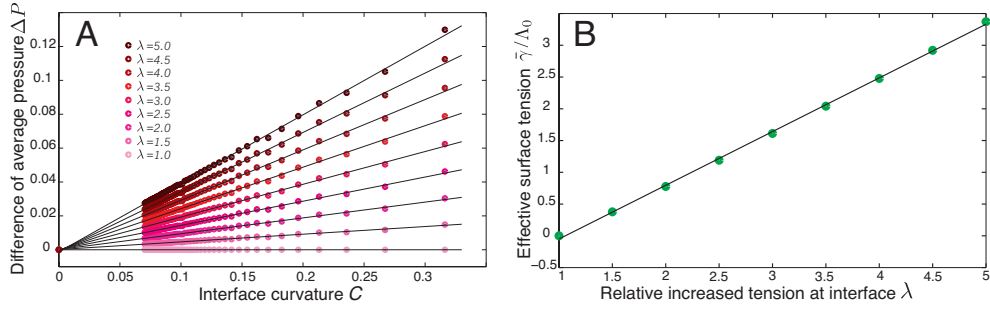 A
Difference of average pressure ΔP
0.12
0.1
0.08
0.06
0.04
0.02
0
λ=5.0
λ=4.5
λ=4.0
λ=3.5
λ=3.0
λ=2.5
λ=2.0
λ=1.5
λ=1.0
0 0.05 0.1 0.15 0.2 0.25 0.3
Interface curvature C
B
Effective surface tension γ̄/Λ₀
3
2.5
2
1.5
1
0.5
0
−0.5
1 1.5 2 2.5 3 3.5 4 4.5 5
Relative increased tension at interface λ